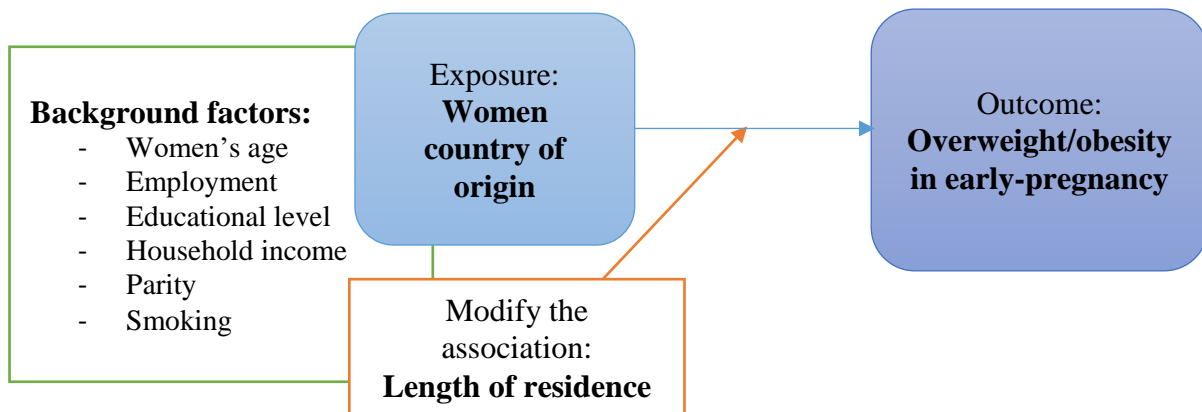 Background factors:
- Women's age
- Employment
- Educational level
- Household income
- Parity
- Smoking
Exposure:
Women
country of
origin
Modify the
association:
Length of residence
Outcome:
Overweight/obesity
in early-pregnancy